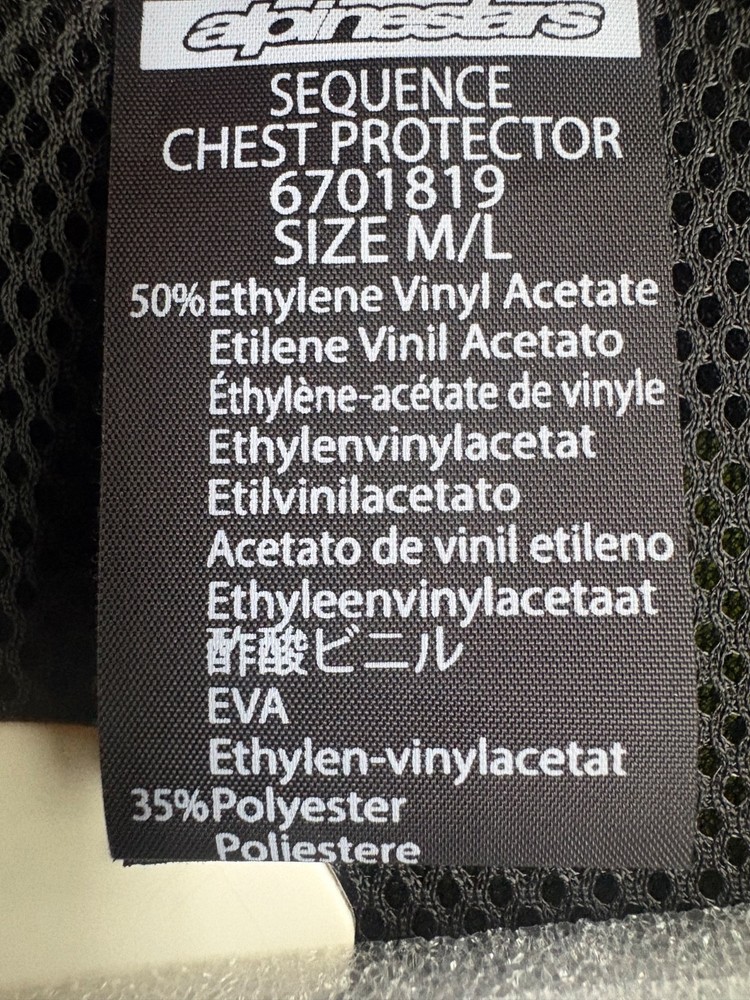 alpinestars
SEQUENCE
CHEST PROTECTOR
6701819
SIZE M/L
50%Ethylene Vinyl Acetate
Etilene Vinil Acetato
Éthylène-acétate de vinyle
Ethylenvinylacetat
Etilvinilacetato
Acetato de vinil etileno
Ethyleenvinylacetaat
酢酸ビニル
EVA
Ethylen-vinylacetat
35%Polyester
Poliestere